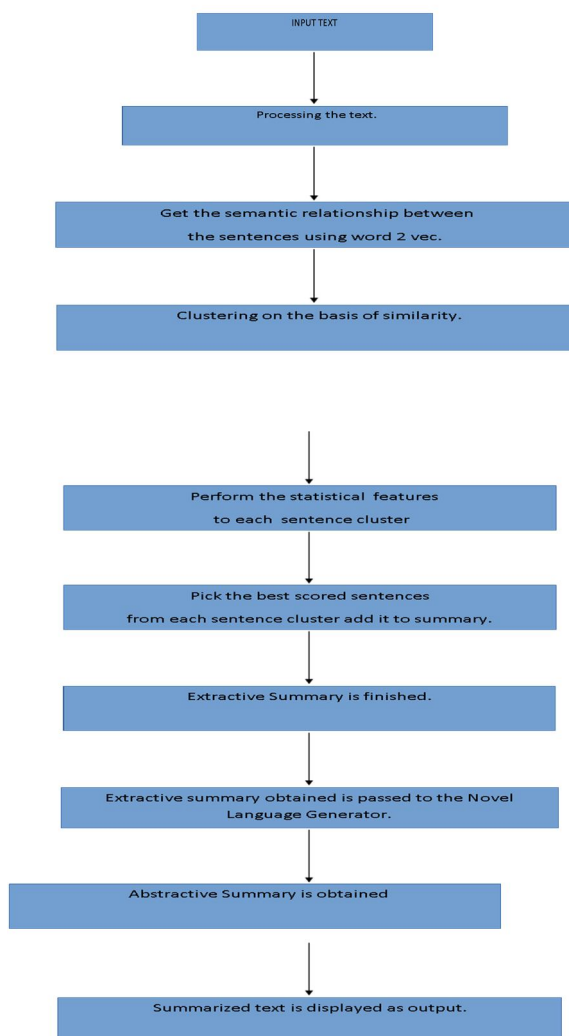 INPUT TEXT
Processing the text.
Get the semantic relationship between
the sentences using word 2 vec.
Clustering on the basis of similarity.
Perform the statistical features
to each sentence cluster
Pick the best scored sentences
from each sentence cluster add it to summary.
Extractive Summary is finished.
Extractive summary obtained is passed to the Novel
Language Generator.
Abstractive Summary is obtained
Summarized text is displayed as output.